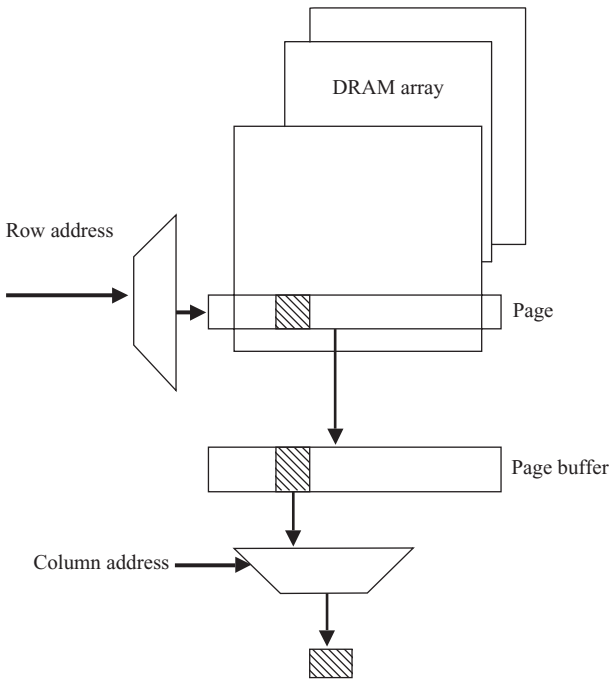 DRAM array
Row address
Page
Page buffer
Column address